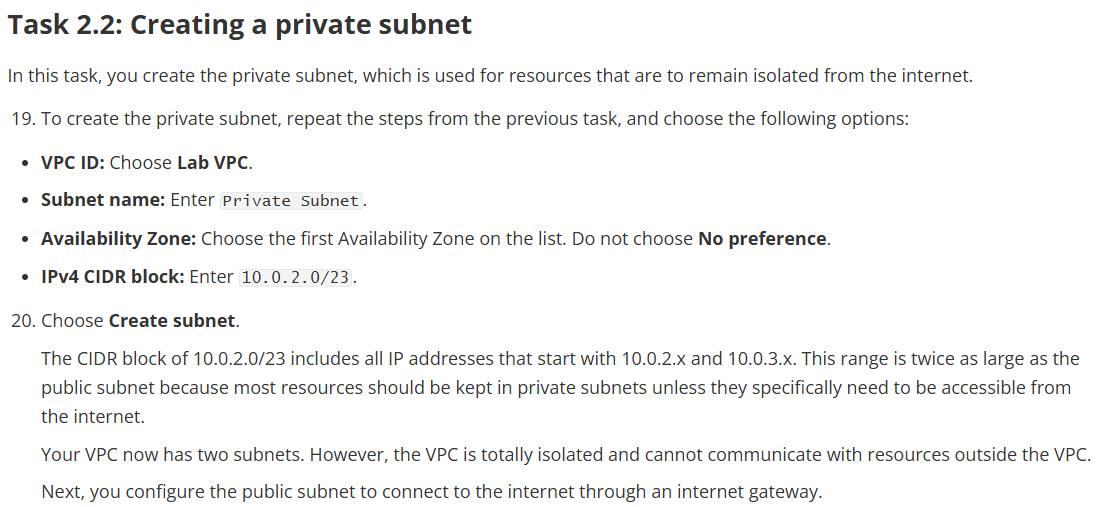 Task 2.2: Creating a private subnet
In this task, you create the private subnet, which is used for resources that are to remain isolated from the internet.
19. To create the private subnet, repeat the steps from the previous task, and choose the following options:
• VPC ID: Choose Lab VPC.
• Subnet name: Enter Private Subnet.
• Availability Zone: Choose the first Availability Zone on the list. Do not choose No preference.
• IPv4 CIDR block: Enter 10.0.2.0/23.
20. Choose Create subnet.
The CIDR block of 10.0.2.0/23 includes all IP addresses that start with 10.0.2.x and 10.0.3.x. This range is twice as large as the
public subnet because most resources should be kept in private subnets unless they specifically need to be accessible from
the internet.
Your VPC now has two subnets. However, the VPC is totally isolated and cannot communicate with resources outside the VPC.
Next, you configure the public subnet to connect to the internet through an internet gateway.